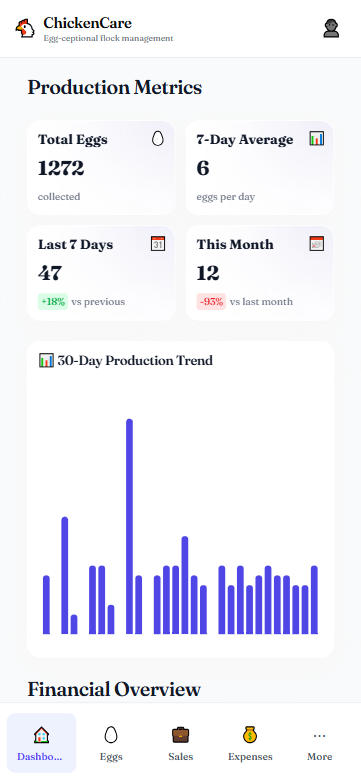 ChickenCare
Egg-ceptional flock management
Production Metrics
Total Eggs
1272
collected
7-Day Average
6
eggs per day
Last 7 Days
31
47
+18% vs previous
This Month
12
-93% vs last month
30-Day Production Trend
Financial Overview
Dashbo...
Eggs
Sales
Expenses
More